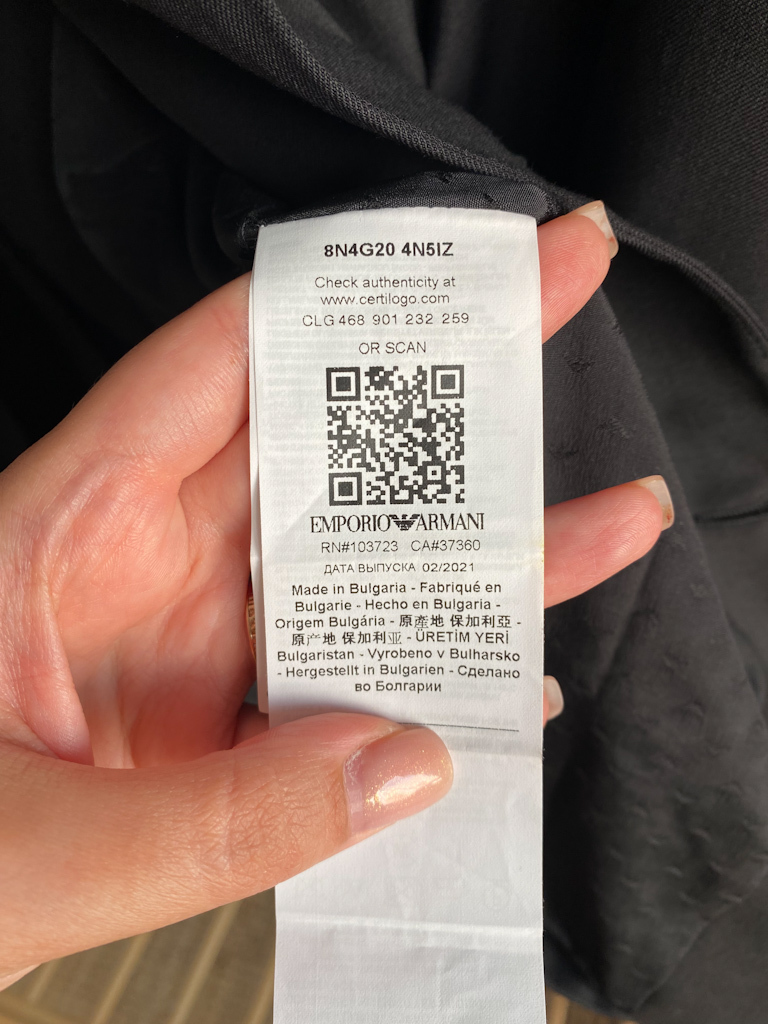 8N4G20 4N5IZ
Check authenticity at
www.certilogo.com
CLG 468 901 232 259
OR SCAN
EMPORIO ARMANI
RN#103723 CA#37360
ДАТА ВЫПУСКА 02/2021
Made in Bulgaria - Fabriqué en
Bulgarie - Hecho en Bulgaria -
Origem Bulgária - 原產地 保加利亞 -
原产地 保加利亚 - ÜRETİM YERİ
Bulgaristan - Vyrobeno v Bulharsko
- Hergestellt in Bulgarien - Сделано
во Болгарии